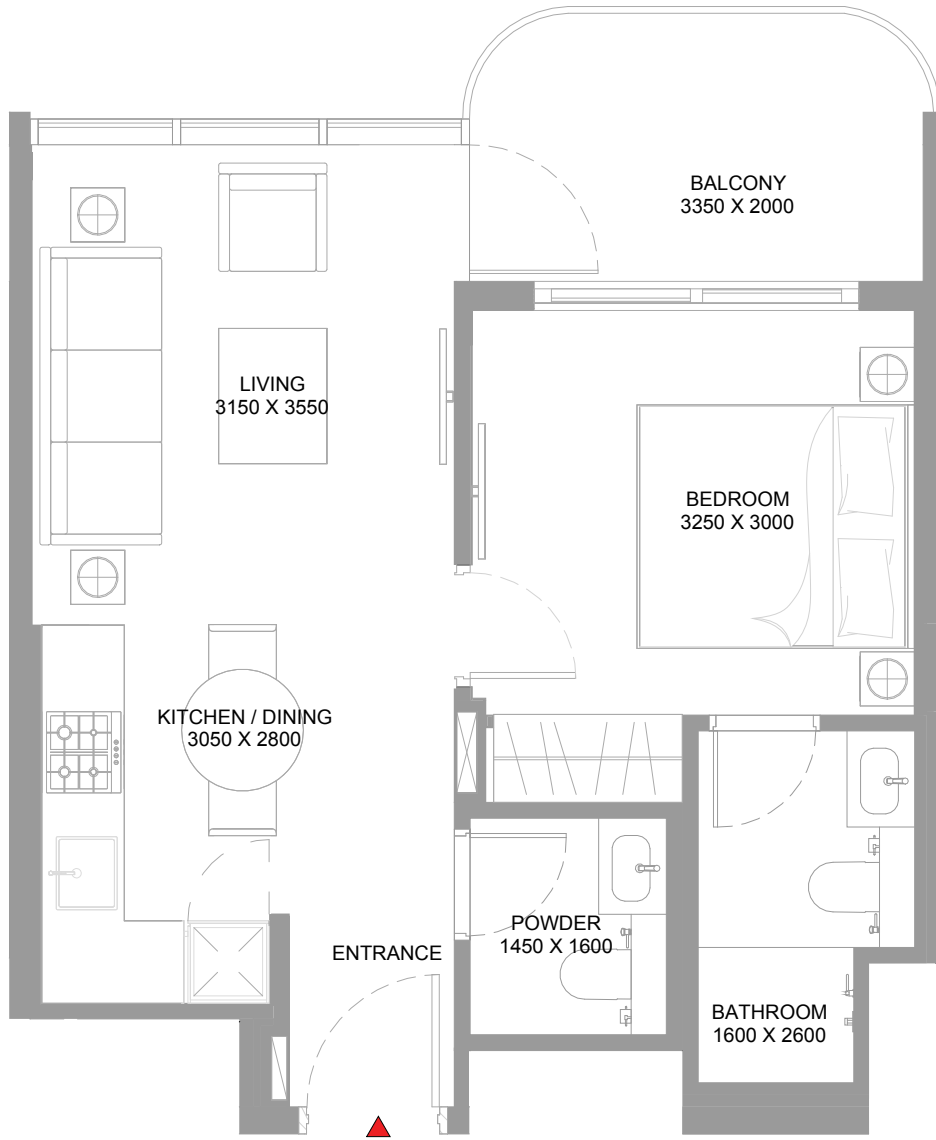 BALCONY
3350 X 2000
LIVING
3150 X 3550
BEDROOM
3250 X 3000
KITCHEN / DINING
3050 X 2800
POWDER
1450 X 1600
ENTRANCE
BATHROOM
1600 X 2600